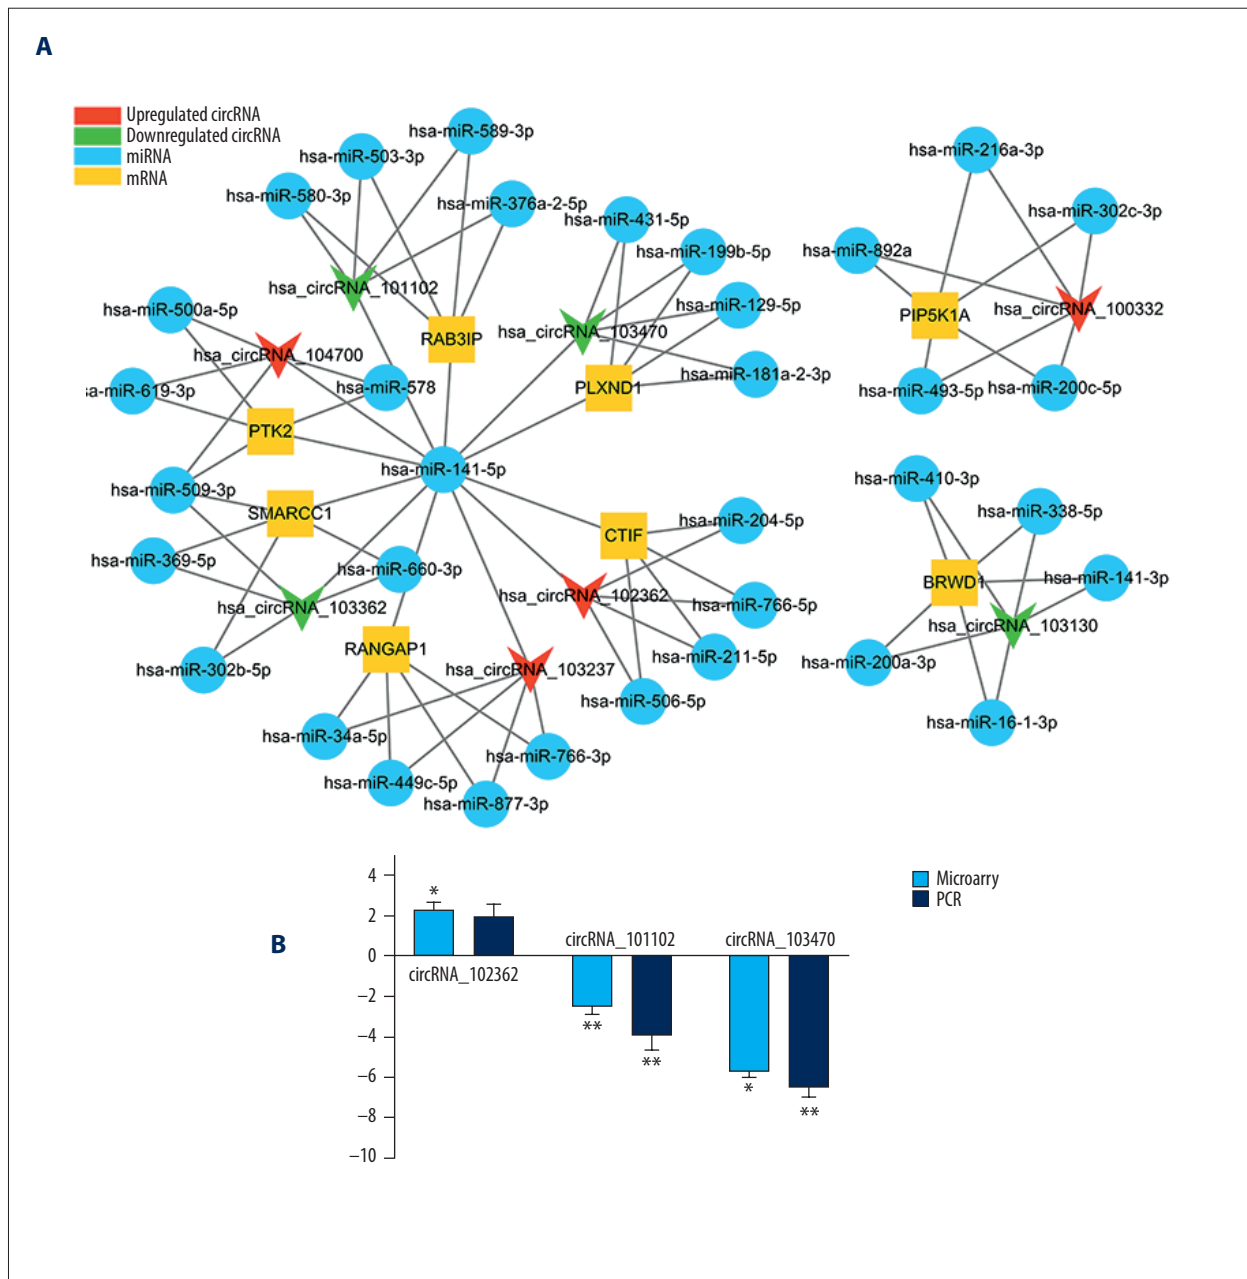 A
Upregulated circRNA
Downregulated circRNA
miRNA
mRNA
hsa-miR-589-3p
hsa-miR-503-3p
hsa-miR-580-3p
hsa-miR-376a-2-5p
hsa-miR-431-5p
hsa-miR-199b-5p
hsa-miR-129-5p
hsa-miR-181a-2-3p
hsa_circRNA_101102
hsa_circRNA_103470
RAB3IP
PLXND1
hsa-miR-500a-5p
hsa_circRNA_104700
sa-miR-619-3p
hsa-miR-578
PTK2
hsa-miR-141-5p
hsa-miR-509-3p
SMARCC1
hsa-miR-369-5p
hsa-miR-660-3p
hsa_circRNA_103362
hsa-miR-302b-5p
RANGAP1
hsa_circRNA_103237
hsa-miR-34a-5p
hsa-miR-449c-5p
hsa-miR-877-3p
hsa-miR-766-3p
CTIF
hsa-miR-204-5p
hsa_circRNA_102362
hsa-miR-766-5p
hsa-miR-211-5p
hsa-miR-506-5p
hsa-miR-216a-3p
hsa-miR-302c-3p
hsa-miR-892a
PIP5K1A
hsa_circRNA_100332
hsa-miR-493-5p
hsa-miR-200c-5p
hsa-miR-410-3p
hsa-miR-338-5p
BRWD1
hsa-miR-141-3p
hsa_circRNA_103130
hsa-miR-200a-3p
hsa-miR-16-1-3p
B
4
2
0
−2
−4
−6
−8
−10
*
circRNA_102362
circRNA_101102
**
**
circRNA_103470
*
**
Microarry
PCR